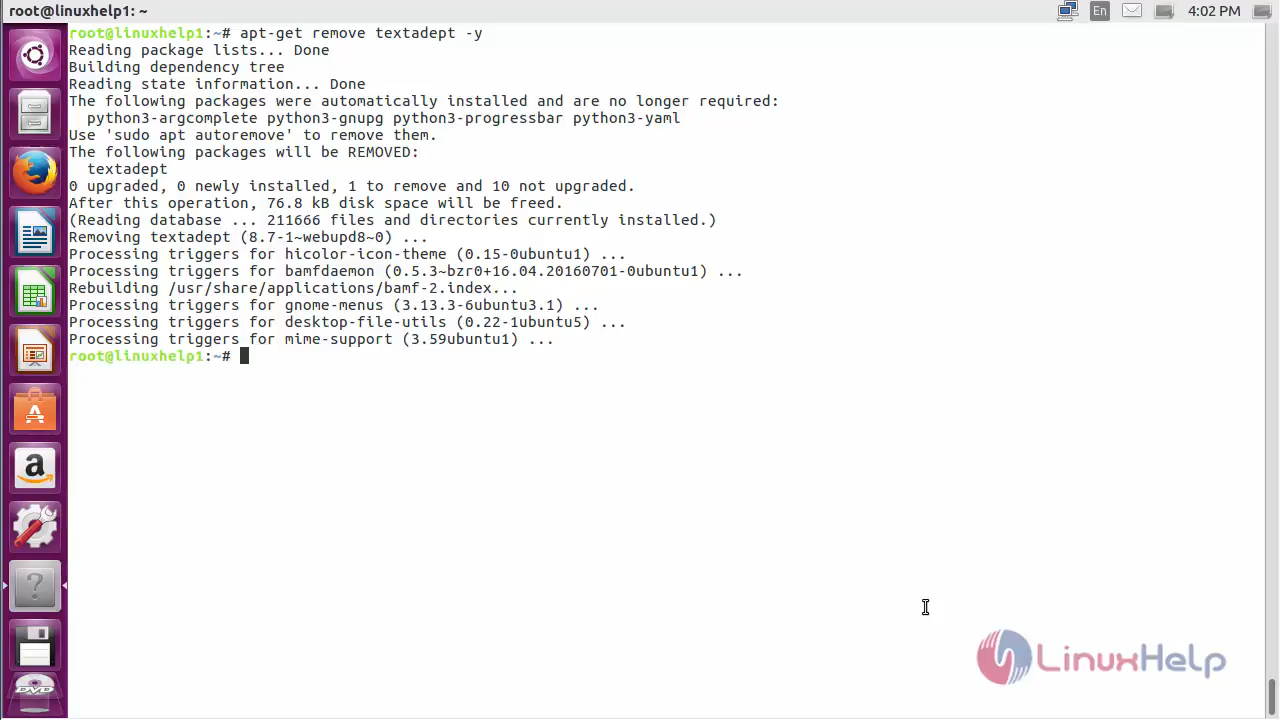 root@linuxhelp1: ~
En
4:02 PM
root@linuxhelp1:~# apt-get remove textadept -y
Reading package lists... Done
Building dependency tree
Reading state information... Done
The following packages were automatically installed and are no longer required:
  python3-argcomplete python3-gnupg python3-progressbar python3-yaml
Use 'sudo apt autoremove' to remove them.
The following packages will be REMOVED:
  textadept
0 upgraded, 0 newly installed, 1 to remove and 10 not upgraded.
After this operation, 76.8 kB disk space will be freed.
(Reading database ... 211666 files and directories currently installed.)
Removing textadept (8.7-1~webupd8~0) ...
Processing triggers for hicolor-icon-theme (0.15-0ubuntu1) ...
Processing triggers for bamfdaemon (0.5.3~bzr0+16.04.20160701-0ubuntu1) ...
Rebuilding /usr/share/applications/bamf-2.index...
Processing triggers for gnome-menus (3.13.3-6ubuntu3.1) ...
Processing triggers for desktop-file-utils (0.22-1ubuntu5) ...
Processing triggers for mime-support (3.59ubuntu1) ...
root@linuxhelp1:~#
a
?
DVD
LinuxHelp